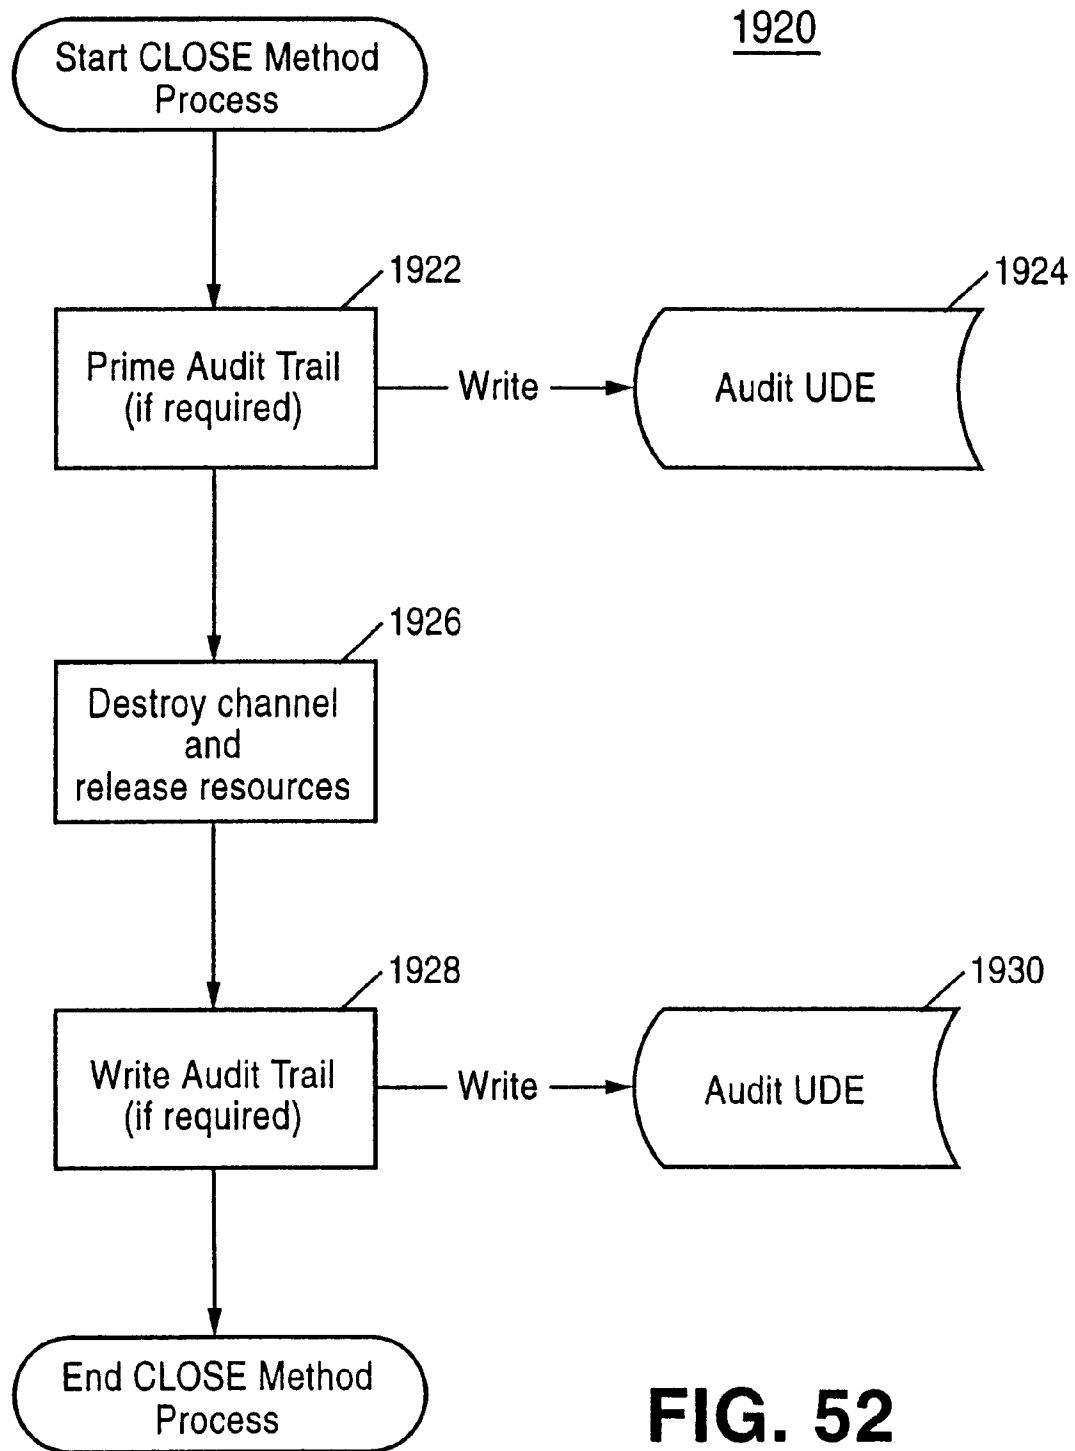 1920
Start CLOSE Method
Process
1922
1924
Prime Audit Trail
(if required)
Write
Audit UDE
1926
Destroy channel
and
release resources
1928
1930
Write Audit Trail
(if required)
Write
Audit UDE
End CLOSE Method
Process
FIG. 52